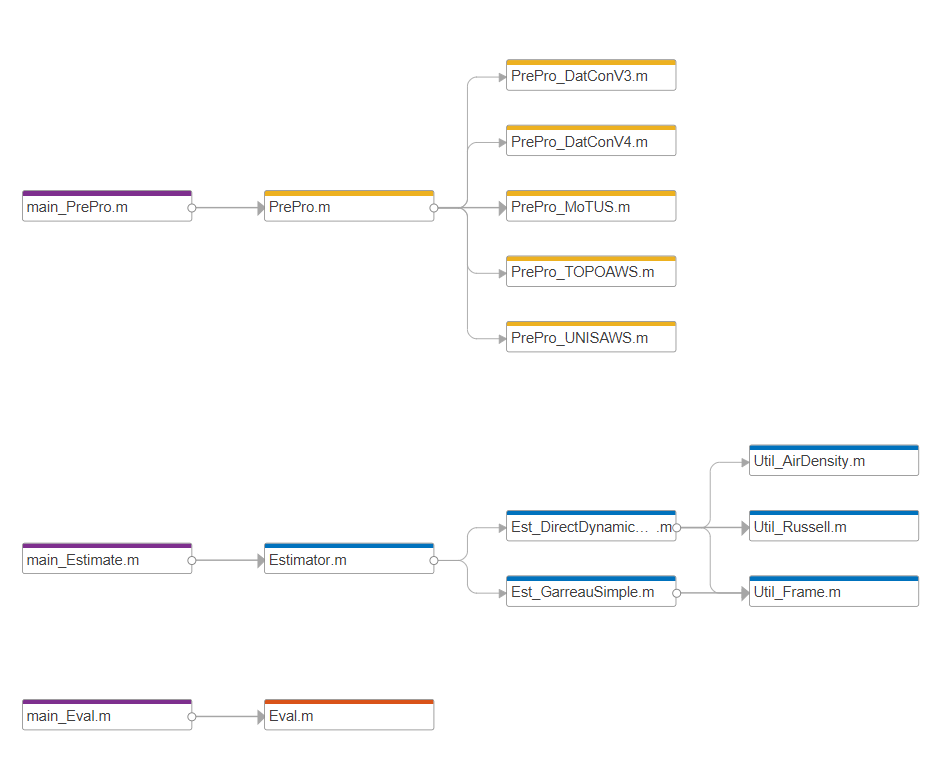 PrePro_DatConV3.m
PrePro_DatConV4.m
main_PrePro.m
PrePro.m
PrePro_MoTUS.m
PrePro_TOPOAWS.m
PrePro_UNISAWS.m
Util_AirDensity.m
Est_DirectDynamic... .m
Util_Russell.m
main_Estimate.m
Estimator.m
Est_GarreauSimple.m
Util_Frame.m
main_Eval.m
Eval.m